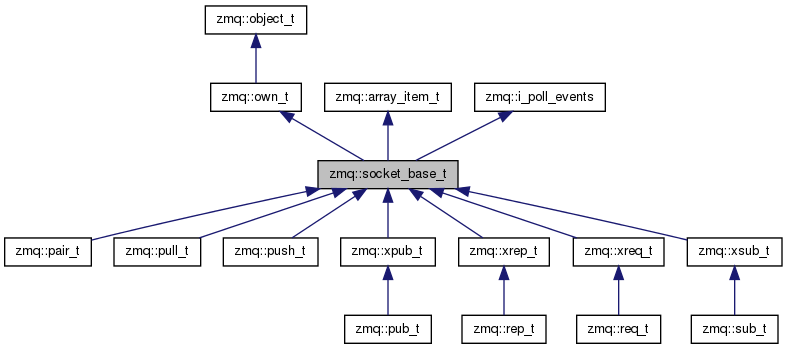 zmq::object_t
zmq::own_t
zmq::array_item_t
zmq::i_poll_events
zmq::socket_base_t
zmq::pair_t
zmq::pull_t
zmq::push_t
zmq::xpub_t
zmq::xrep_t
zmq::xreq_t
zmq::xsub_t
zmq::pub_t
zmq::rep_t
zmq::req_t
zmq::sub_t